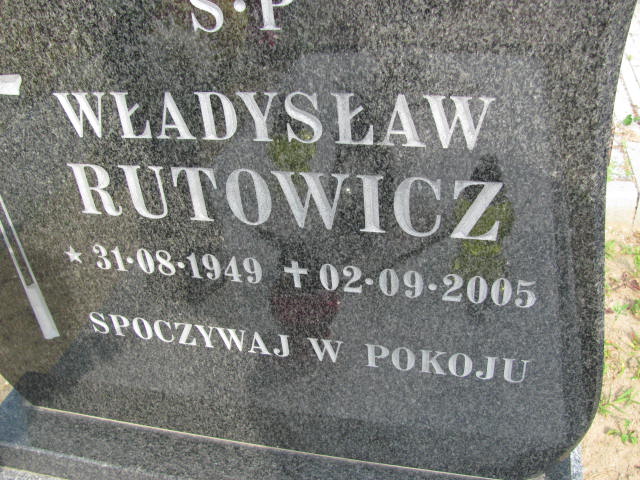 S·P
WŁADYSŁAW
RUTOWICZ
★ 31·08·1949 ✝ 02·09·2005
SPOCZYWAJ W POKOJU